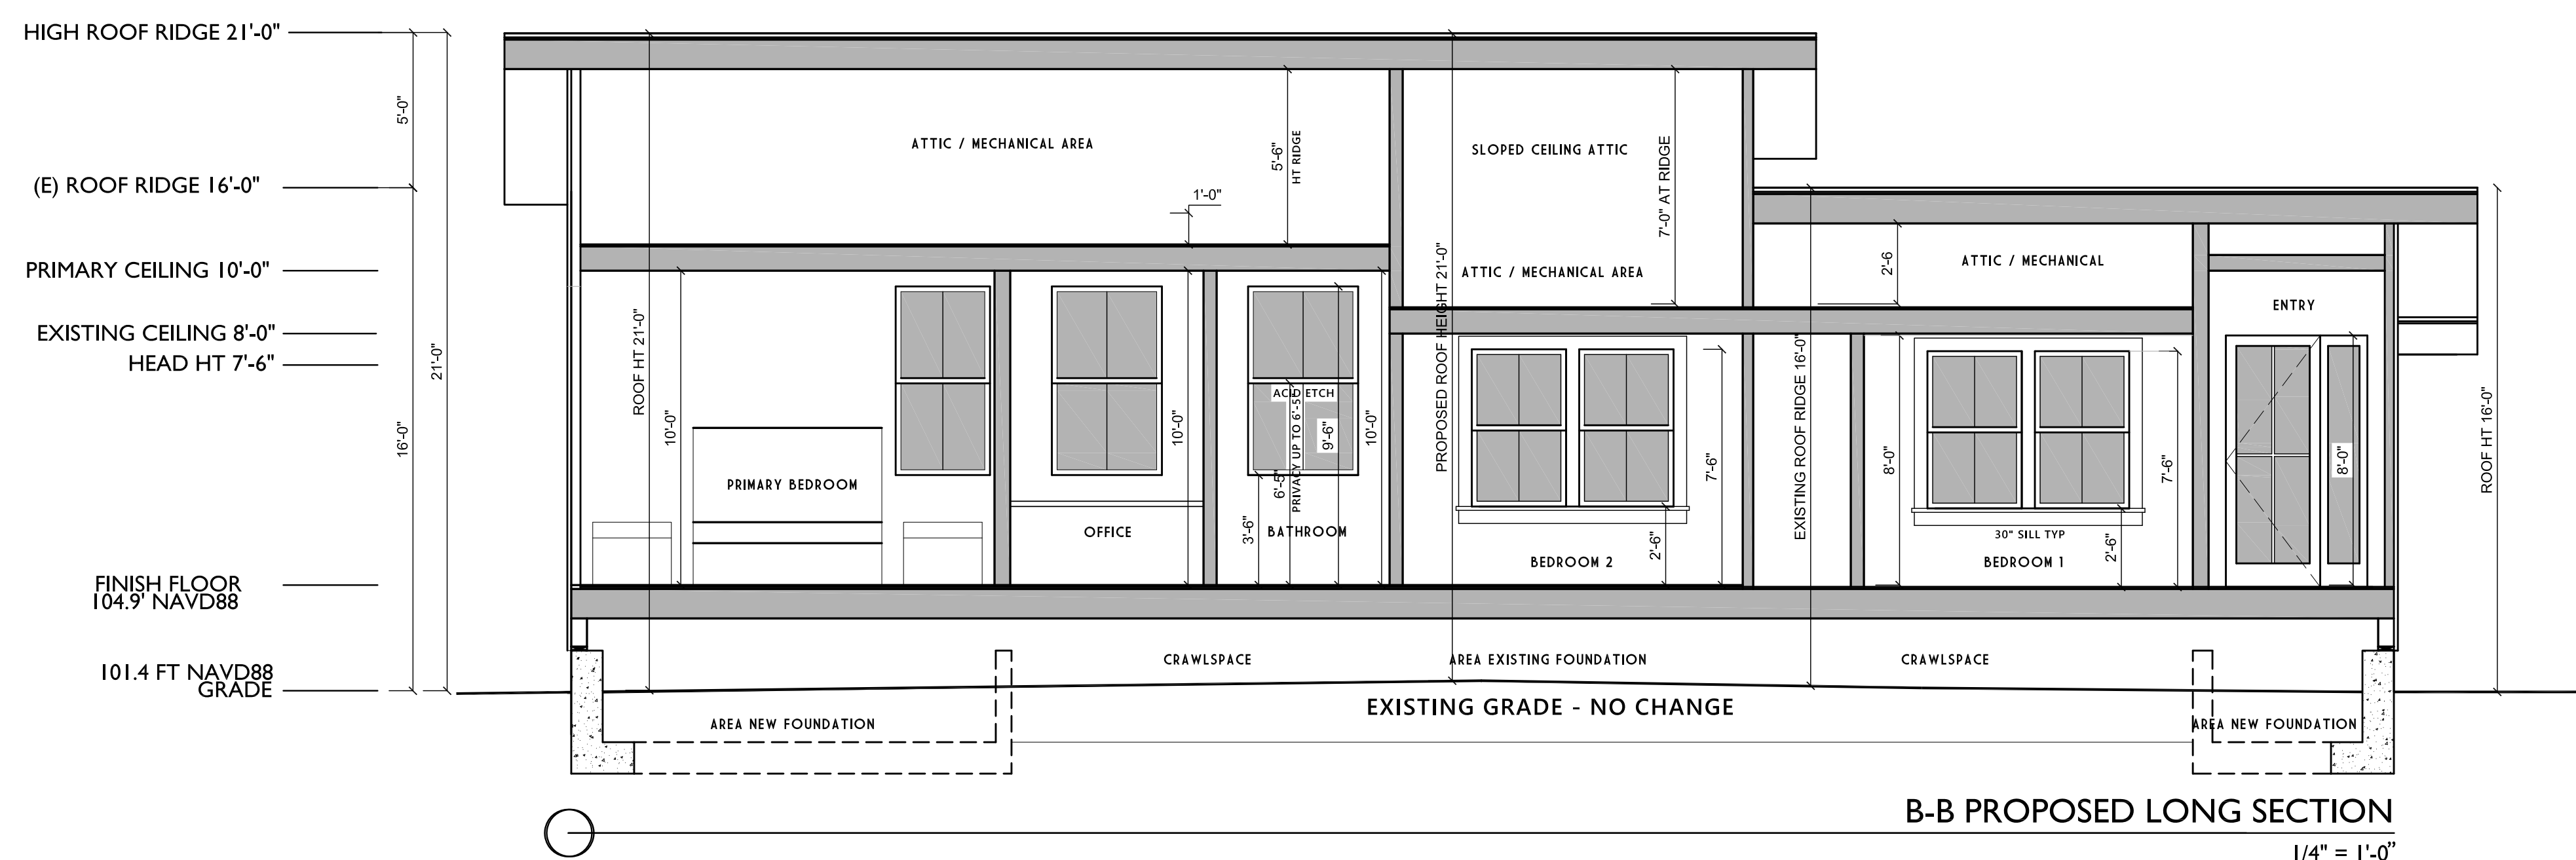 HIGH ROOF RIDGE 21'-0"
5'-0"
(E) ROOF RIDGE 16'-0"
PRIMARY CEILING 10'-0"
EXISTING CEILING 8'-0"
HEAD HT 7'-6"
21'-0"
16'-0"
FINISH FLOOR
104.9' NAVD88
101.4 FT NAVD88
GRADE
ATTIC / MECHANICAL AREA
5'-6"
HT RIDGE
1'-0"
SLOPED CEILING ATTIC
7'-0" AT RIDGE
ATTIC / MECHANICAL AREA
2'-6
ATTIC / MECHANICAL
ENTRY
ROOF HT 21'-0"
10'-0"
PRIMARY BEDROOM
OFFICE
10'-0"
ACID ETCH
PRIVACY UP TO 6'-5"
6'-5"
9'-6"
10'-0"
3'-6"
BATHROOM
PROPOSED ROOF HEIGHT 21'-0"
BEDROOM 2
2'-6"
7'-6"
EXISTING ROOF RIDGE 16'-0"
8'-0"
30" SILL TYP
BEDROOM 1
2'-6"
7'-6"
8'-0"
ROOF HT 16'-0"
CRAWLSPACE
AREA EXISTING FOUNDATION
CRAWLSPACE
EXISTING GRADE - NO CHANGE
AREA NEW FOUNDATION
AREA NEW FOUNDATION
B-B PROPOSED LONG SECTION
1/4" = 1'-0"